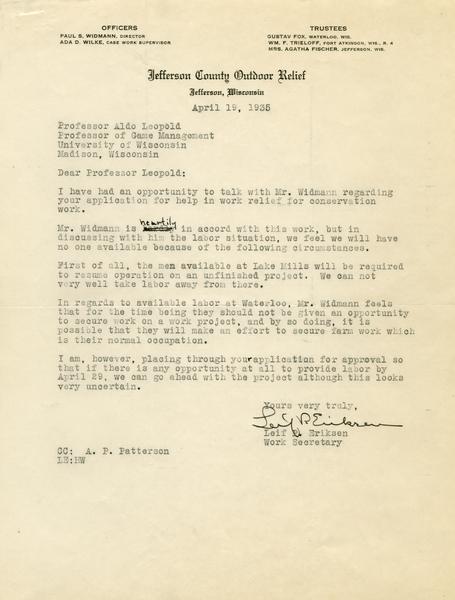 OFFICERS
PAUL S. WIDMANN, DIRECTOR
ADA D. WILKE, CASE WORK SUPERVISOR
TRUSTEES
GUSTAV FOX, WATERLOO, WIS.
WM. F. TRIELOFF, FORT ATKINSON, WIS., R. 4
MRS. AGATHA FISCHER, JEFFERSON, WIS.
Jefferson County Outdoor Relief
Jefferson, Wisconsin
April 19, 1935
Professor Aldo Leopold
Professor of Game Management
University of Wisconsin
Madison, Wisconsin
Dear Professor Leopold:
I have had an opportunity to talk with Mr. Widmann regarding
your application for help in work relief for conservation
work.
Mr. Widmann is heartily in accord with this work, but in
discussing with him the labor situation, we feel we will have
no one available because of the following circumstances.
First of all, the men available at Lake Mills will be required
to resume operation on an unfinished project. We can not
very well take labor away from there.
In regards to available labor at Waterloo, Mr. Widmann feels
that for the time being they should not be given an opportunity
to secure work on a work project, and by so doing, it is
possible that they will make an effort to secure farm work which
is their normal occupation.
I am, however, placing through your application for approval so
that if there is any opportunity at all to provide labor by
April 29, we can go ahead with the project although this looks
very uncertain.
Yours very truly,
Leif R Eriksen
Leif R. Eriksen
Work Secretary
CC: A. P. Patterson
LE:HW